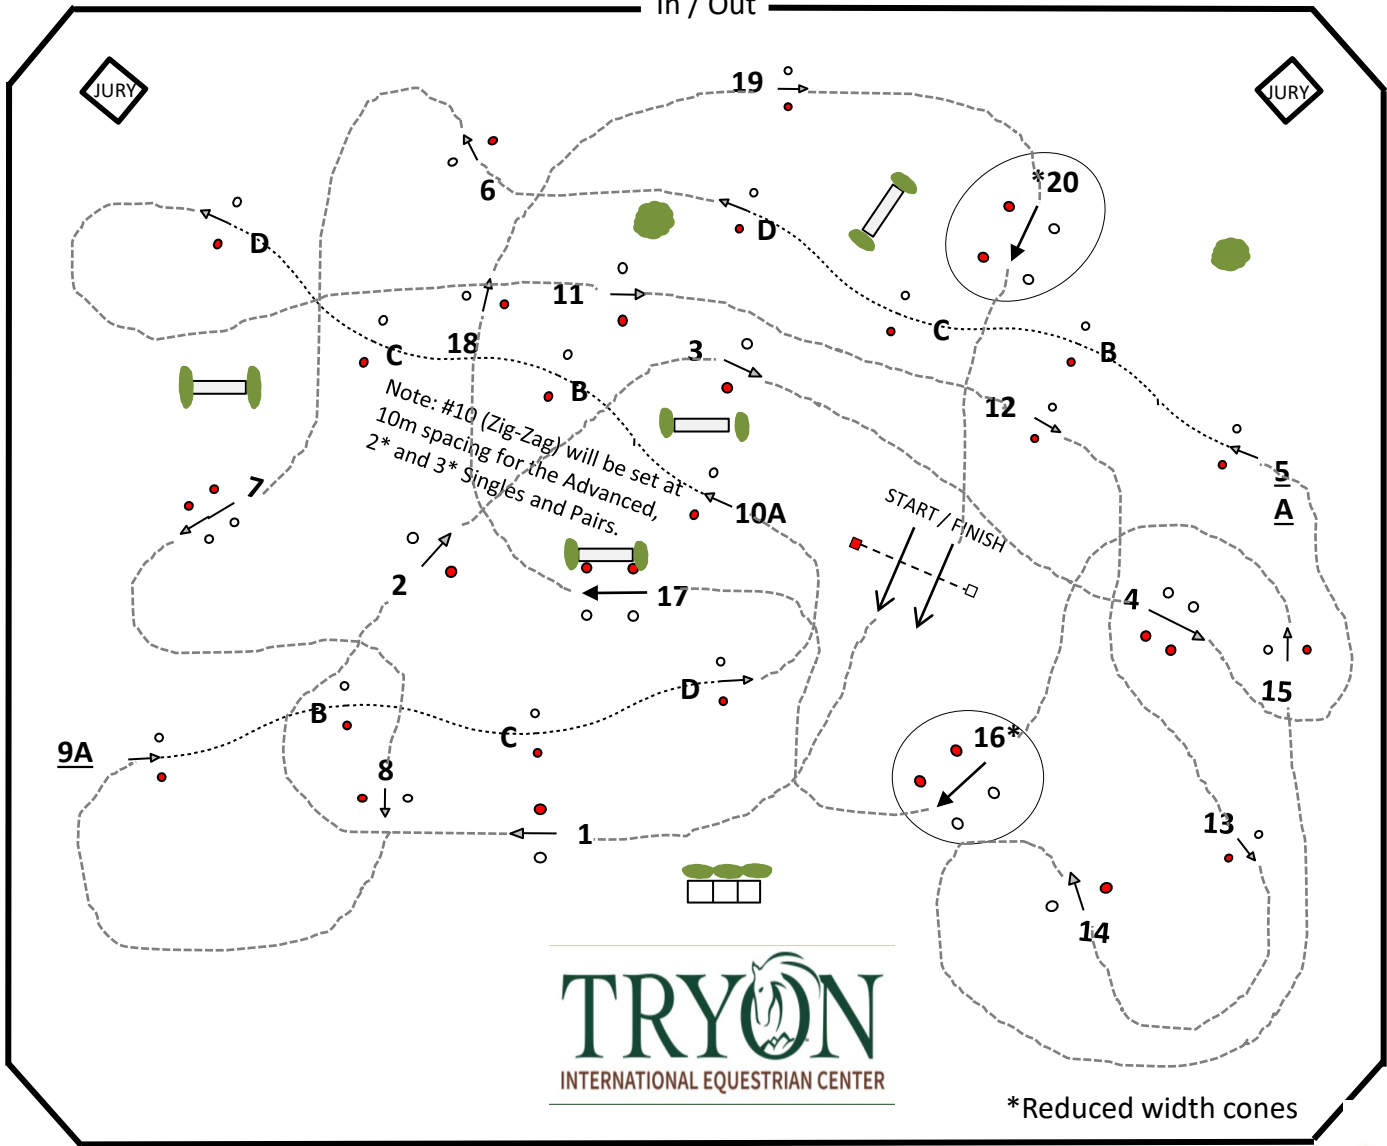 In / Out
JURY
JURY
19
*20
6
D
D
11
18
C
3
C
B
B
12
Note: #10 (Zig-Zag) will be set at
10m spacing for the Advanced,
2* and 3* Singles and Pairs.
5
A
7
10A
START / FINISH
2
17
4
15
D
B
C
9A
16*
8
1
13
14
TRYON
INTERNATIONAL EQUESTRIAN CENTER
*Reduced width cones